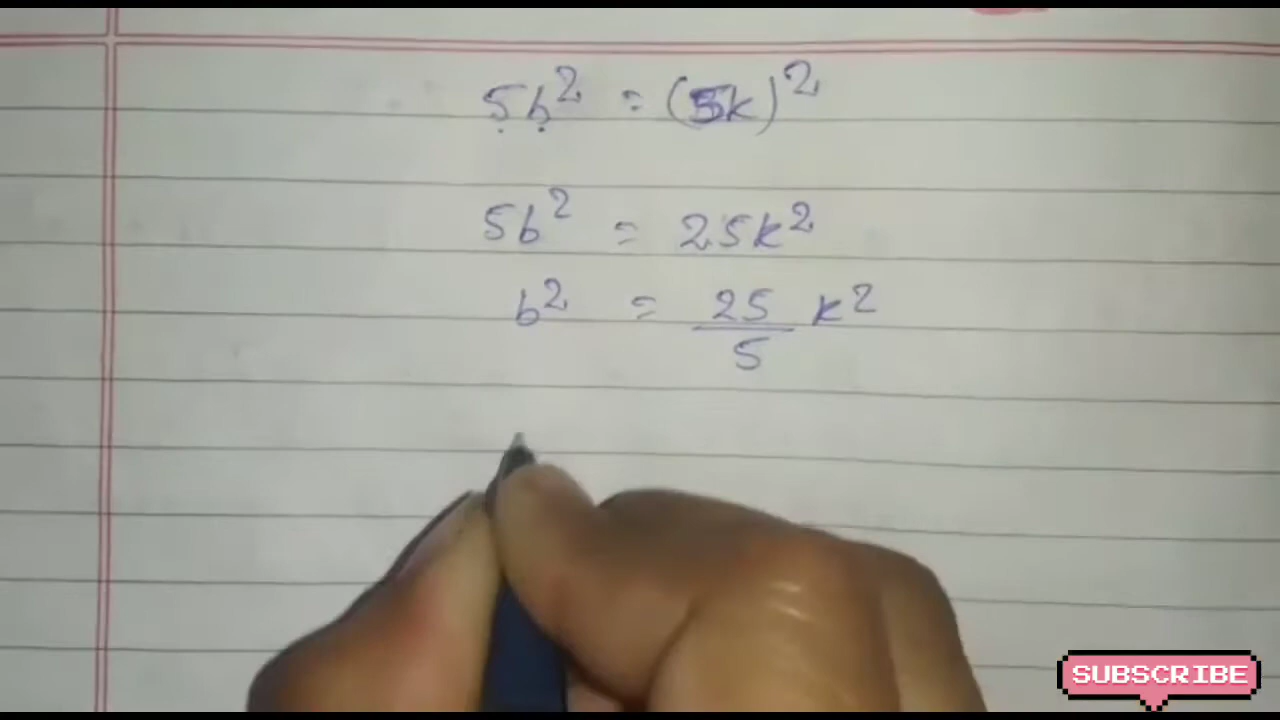 5b² = (5k)²
5b² = 25k²
b² = 25/5 k²
SUBSCRIBE